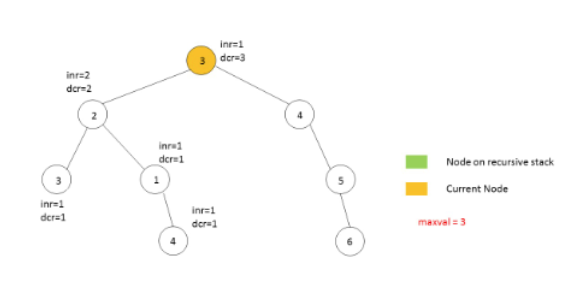 inr=1
dcr=3
3
inr=2
dcr=2
2
4
inr=1
dcr=1
3
1
5
inr=1
dcr=1
inr=1
dcr=1
4
6
Node on recursive stack
Current Node
maxval = 3